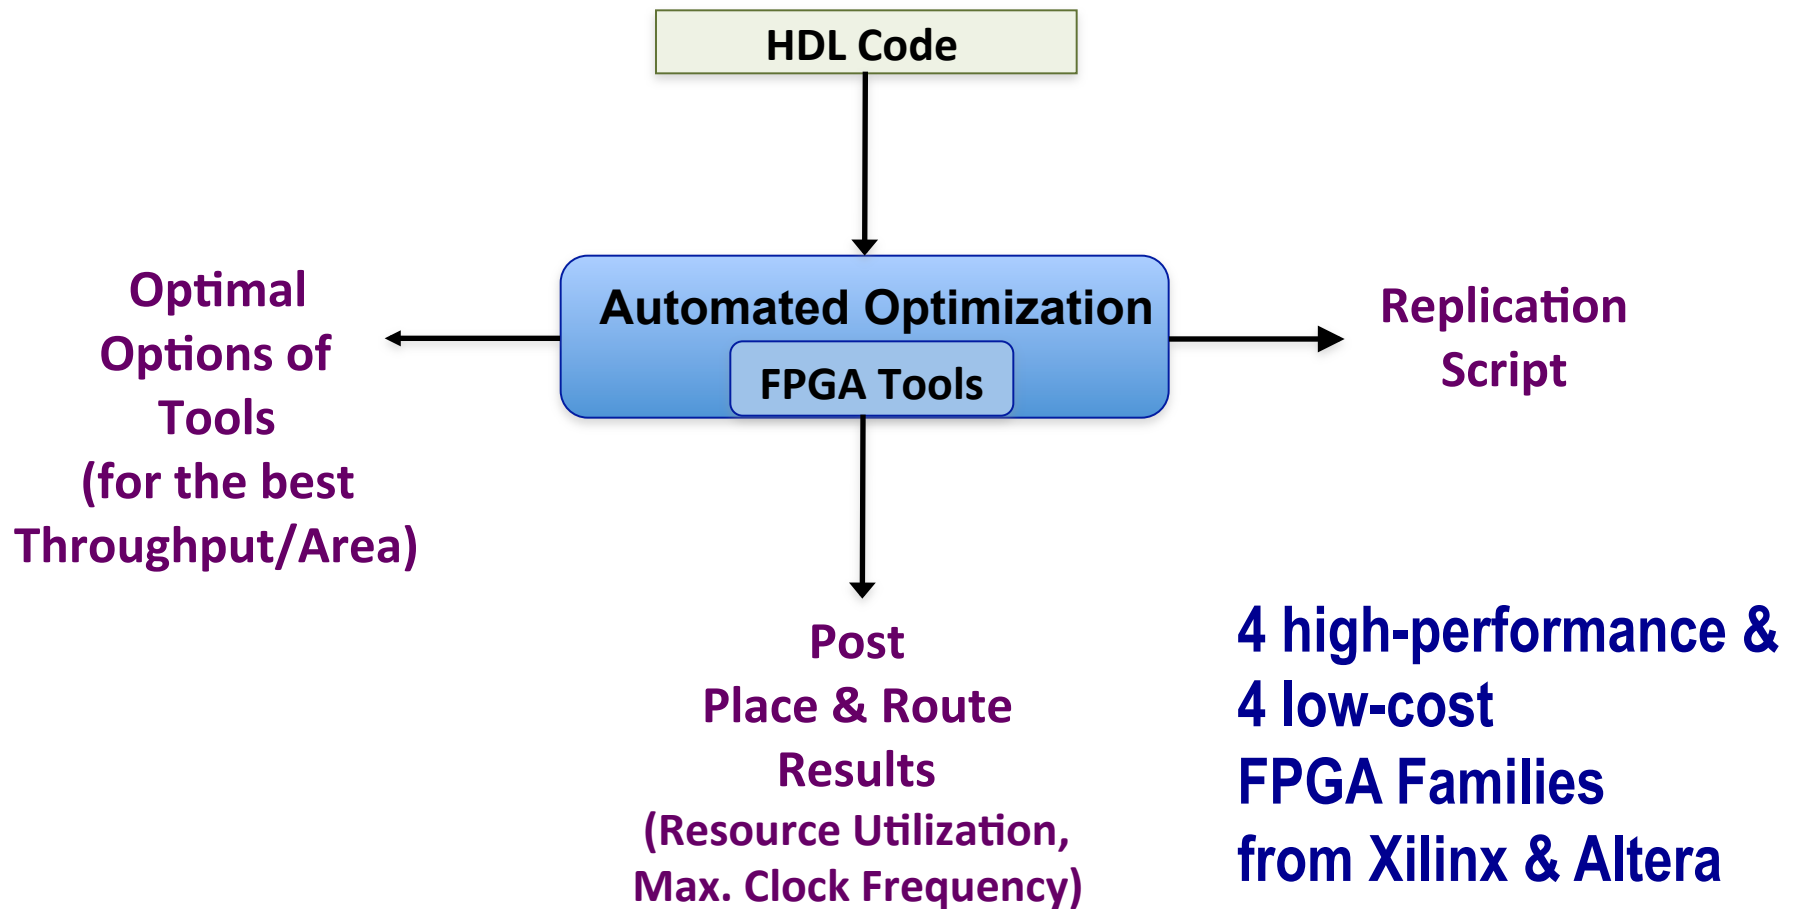 HDL Code
Automated Optimization
FPGA Tools
Optimal
Options of
Tools
(for the best
Throughput/Area)
Replication
Script
Post
Place & Route
Results
(Resource Utilization,
Max. Clock Frequency)
4 high-performance &
4 low-cost
FPGA Families
from Xilinx & Altera